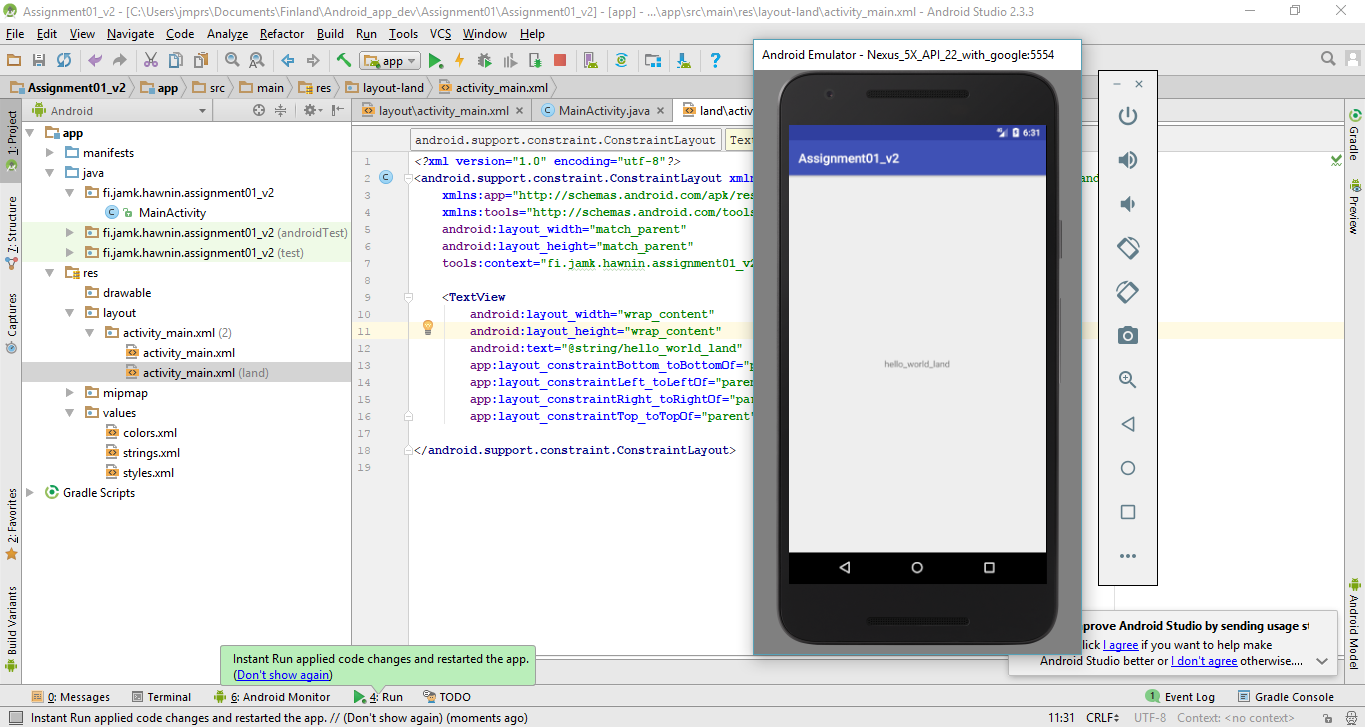 Assignment01_v2 - [C:\Users\jmprs\Documents\Finland\Android_app_dev\Assignment01\Assignment01_v2] - [app] - ...\app\src\main\res\layout-land\activity_main.xml - Android Studio 2.3.3
File Edit View Navigate Code Analyze Refactor Build Run Tools VCS Window Help
app
Assignment01_v2 app src main res layout-land activity_main.xml
Android
layout\activity_main.xml MainActivity.java land\activ
1: Project
7: Structure
Captures
2: Favorites
Build Variants
app
manifests
java
fi.jamk.hawnin.assignment01_v2
MainActivity
fi.jamk.hawnin.assignment01_v2 (androidTest)
fi.jamk.hawnin.assignment01_v2 (test)
res
drawable
layout
activity_main.xml (2)
activity_main.xml
activity_main.xml (land)
mipmap
values
colors.xml
strings.xml
styles.xml
Gradle Scripts
android.support.constraint.ConstraintLayout Tex
1 <?xml version="1.0" encoding="utf-8"?>
2 <android.support.constraint.ConstraintLayout xmln and
3 xmlns:app="http://schemas.android.com/apk/res
4 xmlns:tools="http://schemas.android.com/tools
5 android:layout_width="match_parent"
6 android:layout_height="match_parent"
7 tools:context="fi.jamk.hawnin.assignment01_v2
8
9 <TextView
10 android:layout_width="wrap_content"
11 android:layout_height="wrap_content"
12 android:text="@string/hello_world_land"
13 app:layout_constraintBottom_toBottomOf="p
14 app:layout_constraintLeft_toLeftOf="paren
15 app:layout_constraintRight_toRightOf="par
16 app:layout_constraintTop_toTopOf="parent"
17
18 </android.support.constraint.ConstraintLayout>
19
Android Emulator - Nexus_5X_API_22_with_google:5554
6:31
Assignment01_v2
hello_world_land
Gradle
Preview
Android Model
prove Android Studio by sending usage st
lick I agree if you want to help make
Android Studio better or I don't agree otherwise....
Instant Run applied code changes and restarted the app.
(Don't show again)
0: Messages Terminal 6: Android Monitor 4: Run TODO 1 Event Log Gradle Console
Instant Run applied code changes and restarted the app. // (Don't show again) (moments ago) 11:31 CRLF UTF-8 Context: <no context>